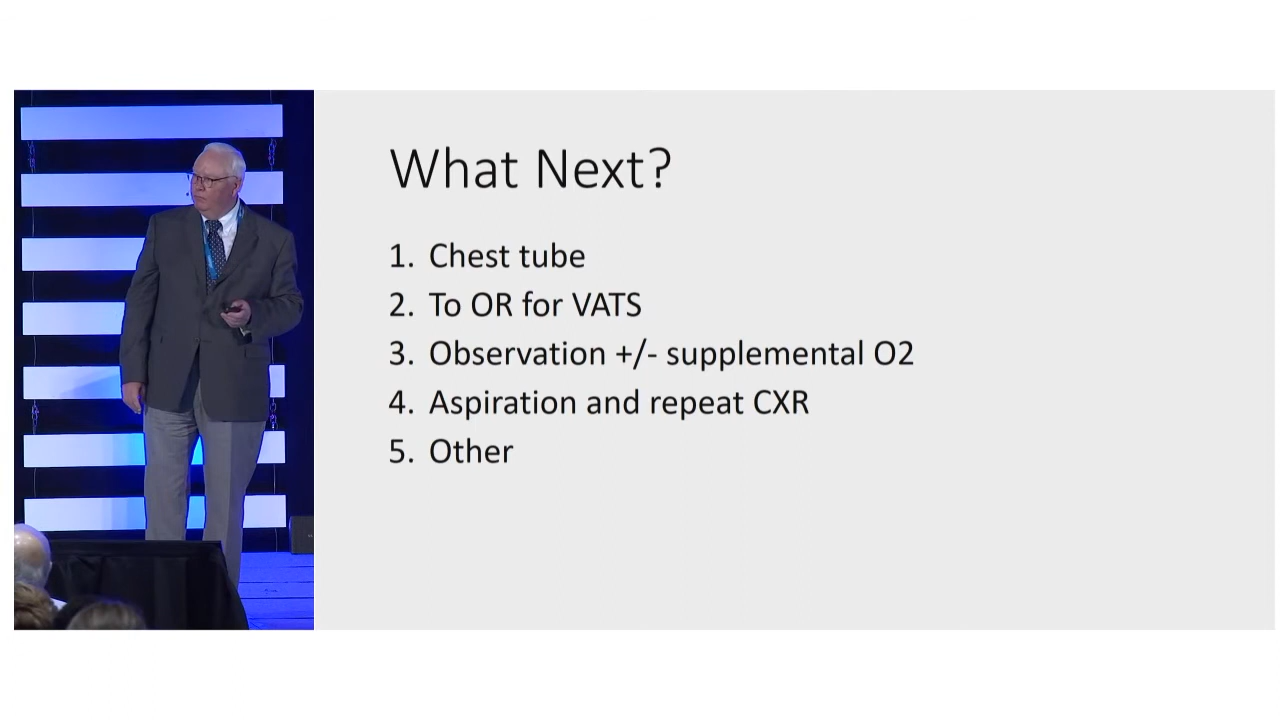 What Next?
1. Chest tube
2. To OR for VATS
3. Observation +/- supplemental O2
4. Aspiration and repeat CXR
5. Other